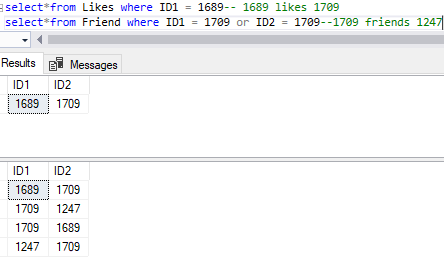 select*from Likes where ID1 = 1689-- 1689 likes 1709
select*from Friend where ID1 = 1709 or ID2 = 1709--1709 friends 1247
Results Messages
ID1 ID2
1689 1709
ID1 ID2
1689 1709
1709 1247
1709 1689
1247 1709